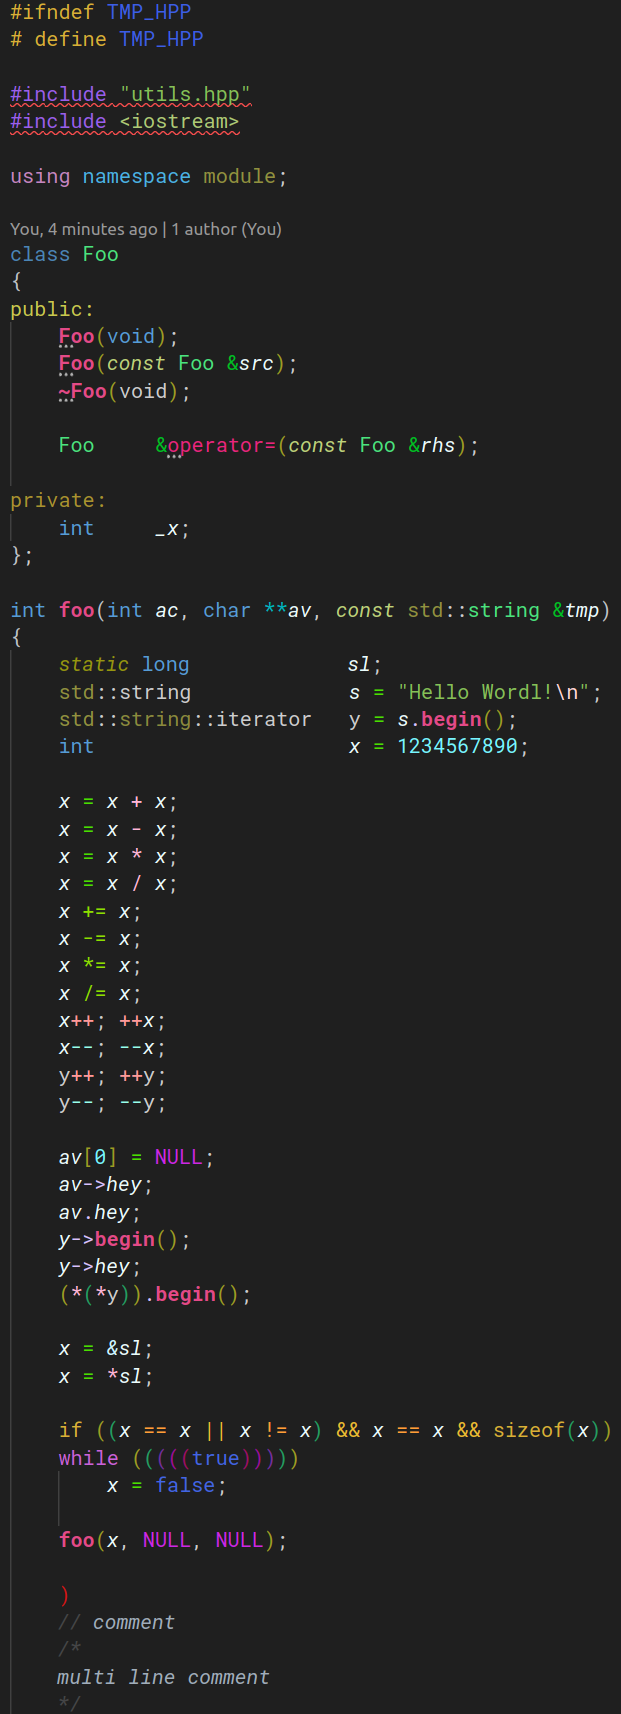 #ifndef TMP_HPP
# define TMP_HPP
#include "utils.hpp"
#include <iostream>
using namespace module;
You, 4 minutes ago | 1 author (You)
class Foo
{
public:
    Foo(void);
    Foo(const Foo &src);
    ~Foo(void);
    Foo     &operator=(const Foo &rhs);
private:
    int     _x;
};
int foo(int ac, char **av, const std::string &tmp)
{
    static long             sl;
    std::string             s = "Hello Wordl!\n";
    std::string::iterator   y = s.begin();
    int                     x = 1234567890;
    x = x + x;
    x = x - x;
    x = x * x;
    x = x / x;
    x += x;
    x -= x;
    x *= x;
    x /= x;
    x++; ++x;
    x--; --x;
    y++; ++y;
    y--; --y;
    av[0] = NULL;
    av->hey;
    av.hey;
    y->begin();
    y->hey;
    (*(*y)).begin();
    x = &sl;
    x = *sl;
    if ((x == x || x != x) && x == x && sizeof(x))
    while (((((true)))))
        x = false;
    foo(x, NULL, NULL);
    )
    // comment
    /*
    multi line comment
    */